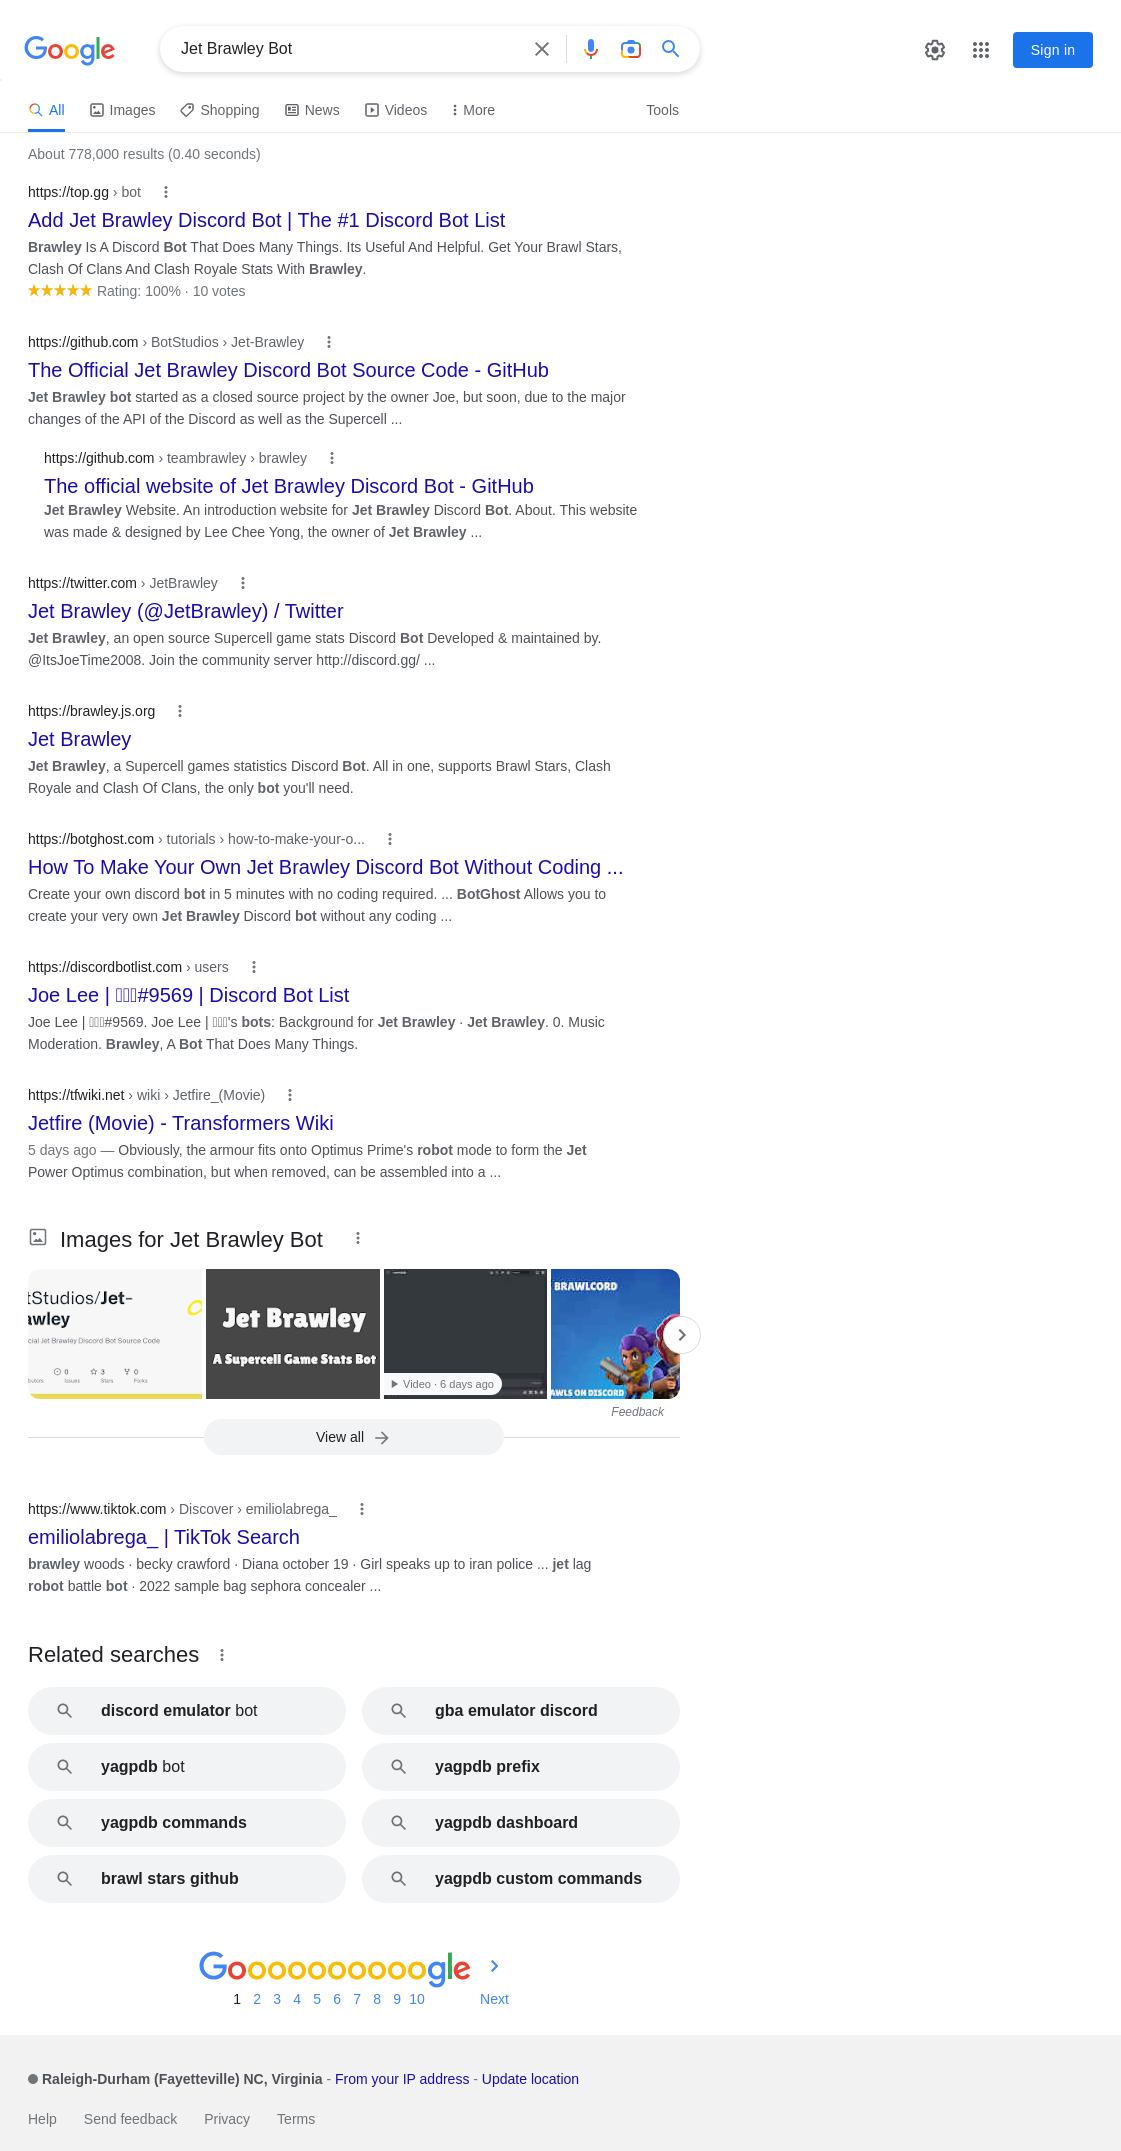 Google
Jet Brawley Bot
Sign in
All
Images
Shopping
News
Videos
More
Tools
About 778,000 results (0.40 seconds)
https://top.gg › bot
Add Jet Brawley Discord Bot | The #1 Discord Bot List
Brawley Is A Discord Bot That Does Many Things. Its Useful And Helpful. Get Your Brawl Stars,
Clash Of Clans And Clash Royale Stats With Brawley.
Rating: 100% · 10 votes
https://github.com › BotStudios › Jet-Brawley
The Official Jet Brawley Discord Bot Source Code - GitHub
Jet Brawley bot started as a closed source project by the owner Joe, but soon, due to the major
changes of the API of the Discord as well as the Supercell ...
https://github.com › teambrawley › brawley
The official website of Jet Brawley Discord Bot - GitHub
Jet Brawley Website. An introduction website for Jet Brawley Discord Bot. About. This website
was made & designed by Lee Chee Yong, the owner of Jet Brawley ...
https://twitter.com › JetBrawley
Jet Brawley (@JetBrawley) / Twitter
Jet Brawley, an open source Supercell game stats Discord Bot Developed & maintained by.
@ItsJoeTime2008. Join the community server http://discord.gg/ ...
https://brawley.js.org
Jet Brawley
Jet Brawley, a Supercell games statistics Discord Bot. All in one, supports Brawl Stars, Clash
Royale and Clash Of Clans, the only bot you'll need.
https://botghost.com › tutorials › how-to-make-your-o...
How To Make Your Own Jet Brawley Discord Bot Without Coding ...
Create your own discord bot in 5 minutes with no coding required. ... BotGhost Allows you to
create your very own Jet Brawley Discord bot without any coding ...
https://discordbotlist.com › users
Joe Lee | #9569 | Discord Bot List
Joe Lee | #9569. Joe Lee | 's bots: Background for Jet Brawley · Jet Brawley. 0. Music
Moderation. Brawley, A Bot That Does Many Things.
https://tfwiki.net › wiki › Jetfire_(Movie)
Jetfire (Movie) - Transformers Wiki
5 days ago — Obviously, the armour fits onto Optimus Prime's robot mode to form the Jet
Power Optimus combination, but when removed, can be assembled into a ...
Images for Jet Brawley Bot
tStudios/Jet-
awley
cial Jet Brawley Discord Bot Source Code
0
3
0
Issues
Stars
Forks
Jet Brawley
A Supercell Game Stats Bot
Video · 6 days ago
BRAWLCORD
AWLS ON DISCORD
Feedback
View all
https://www.tiktok.com › Discover › emiliolabrega_
emiliolabrega_ | TikTok Search
brawley woods · becky crawford · Diana october 19 · Girl speaks up to iran police ... jet lag
robot battle bot · 2022 sample bag sephora concealer ...
Related searches
discord emulator bot
gba emulator discord
yagpdb bot
yagpdb prefix
yagpdb commands
yagpdb dashboard
brawl stars github
yagpdb custom commands
Goooooooooogle
1 2 3 4 5 6 7 8 9 10 Next
Raleigh-Durham (Fayetteville) NC, Virginia - From your IP address - Update location
Help
Send feedback
Privacy
Terms